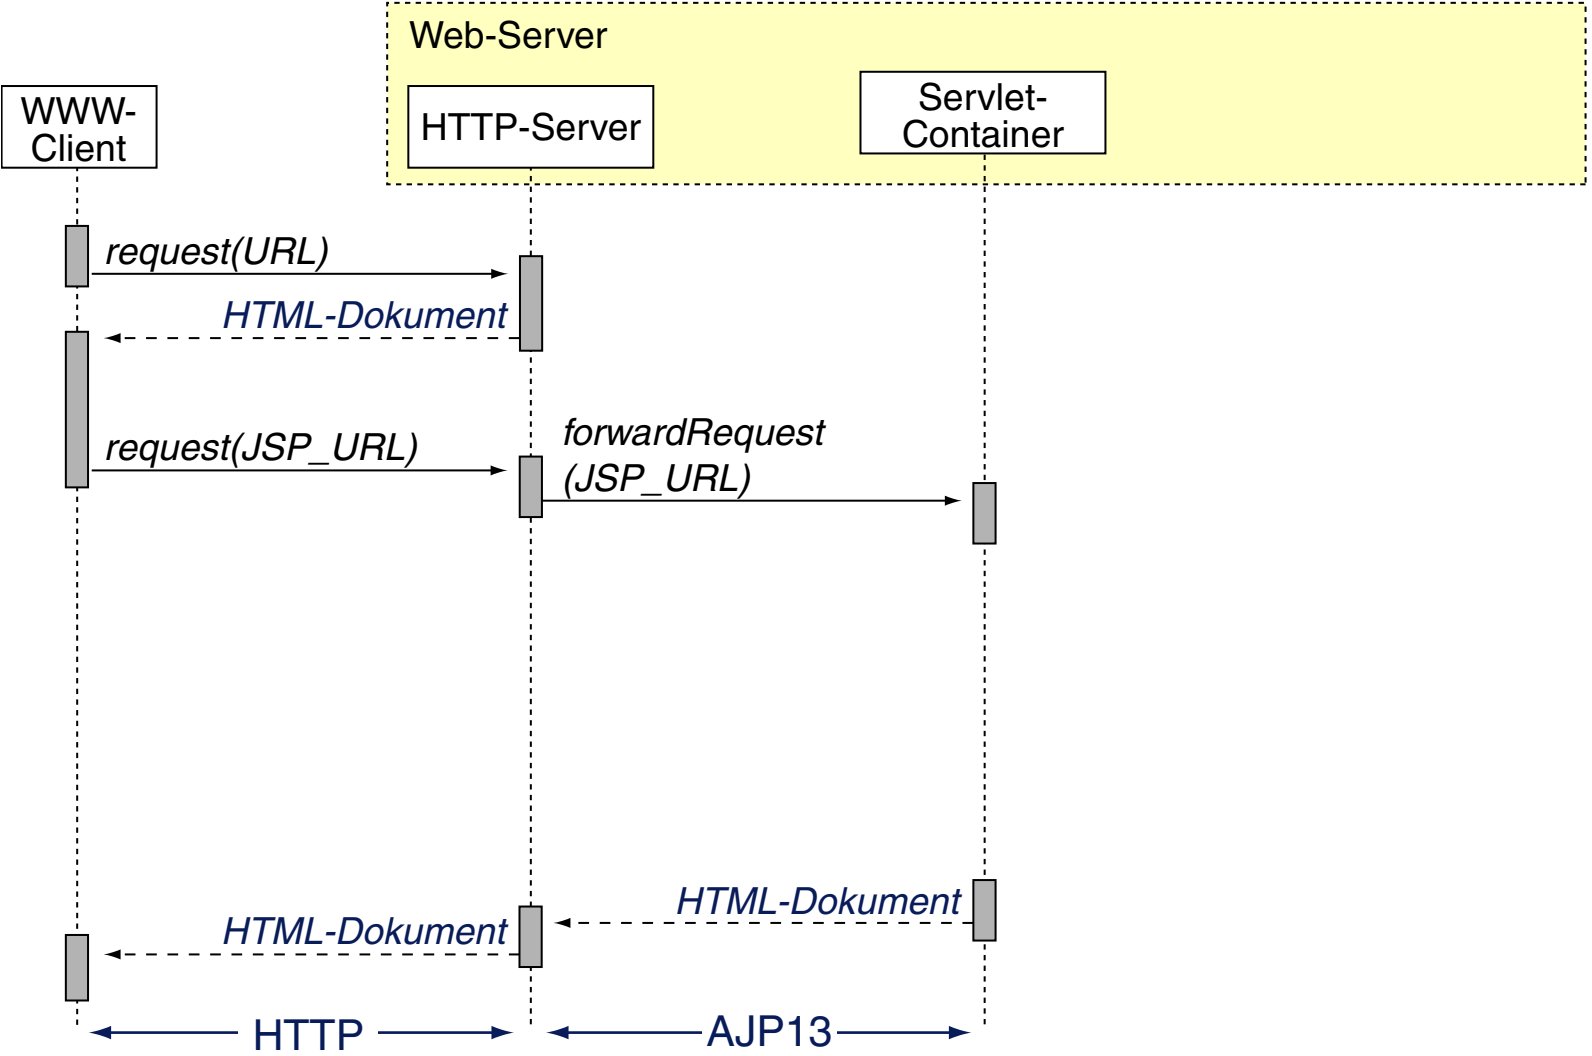 Web-Server
WWW-
Client
HTTP-Server
Servlet-
Container
request(URL)
HTML-Dokument
request(JSP_URL)
forwardRequest
(JSP_URL)
HTML-Dokument
HTML-Dokument
HTTP
AJP13